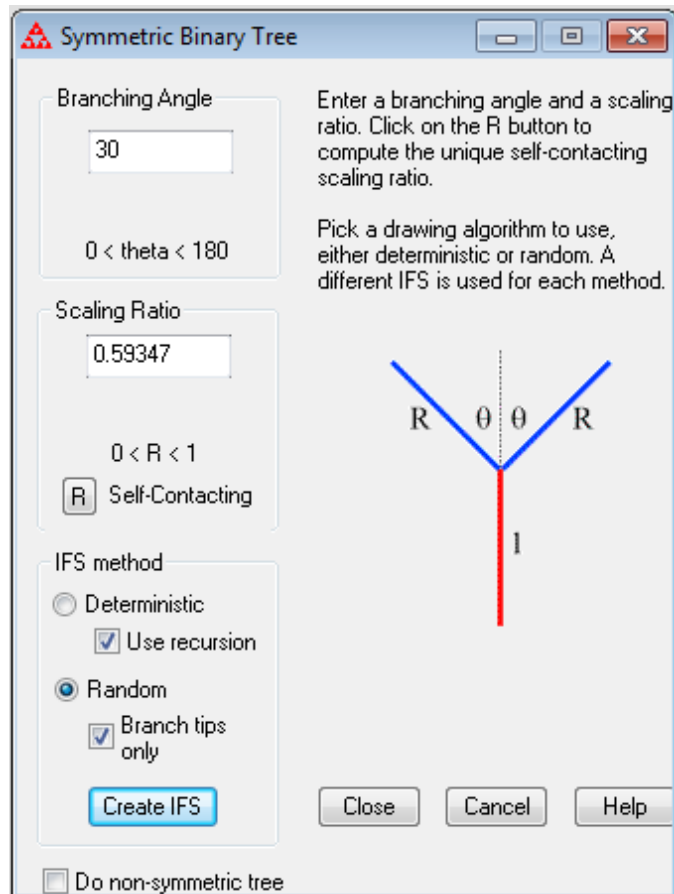 Symmetric Binary Tree
Branching Angle
30
0 < theta < 180
Scaling Ratio
0.59347
0 < R < 1
R Self-Contacting
IFS method
Deterministic
Use recursion
Random
Branch tips
only
Create IFS
Do non-symmetric tree
Enter a branching angle and a scaling
ratio. Click on the R button to
compute the unique self-contacting
scaling ratio.
Pick a drawing algorithm to use,
either deterministic or random. A
different IFS is used for each method.
R θ θ R
1
Close Cancel Help